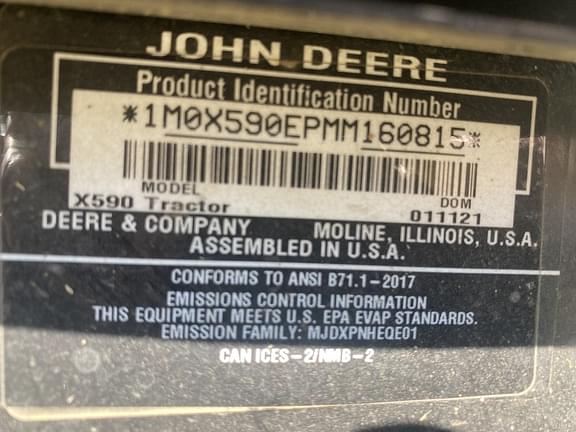 JOHN DEERE
Product Identification Number
*1M0X590EPMM160815*
MODEL
DOM
X590 Tractor
011121
DEERE & COMPANY
MOLINE, ILLINOIS, U.S.A.
ASSEMBLED IN U.S.A.
CONFORMS TO ANSI B71.1-2017
EMISSIONS CONTROL INFORMATION
THIS EQUIPMENT MEETS U.S. EPA EVAP STANDARDS.
EMISSION FAMILY: MJDXPNHEQE01
CAN ICES-2/NMB-2